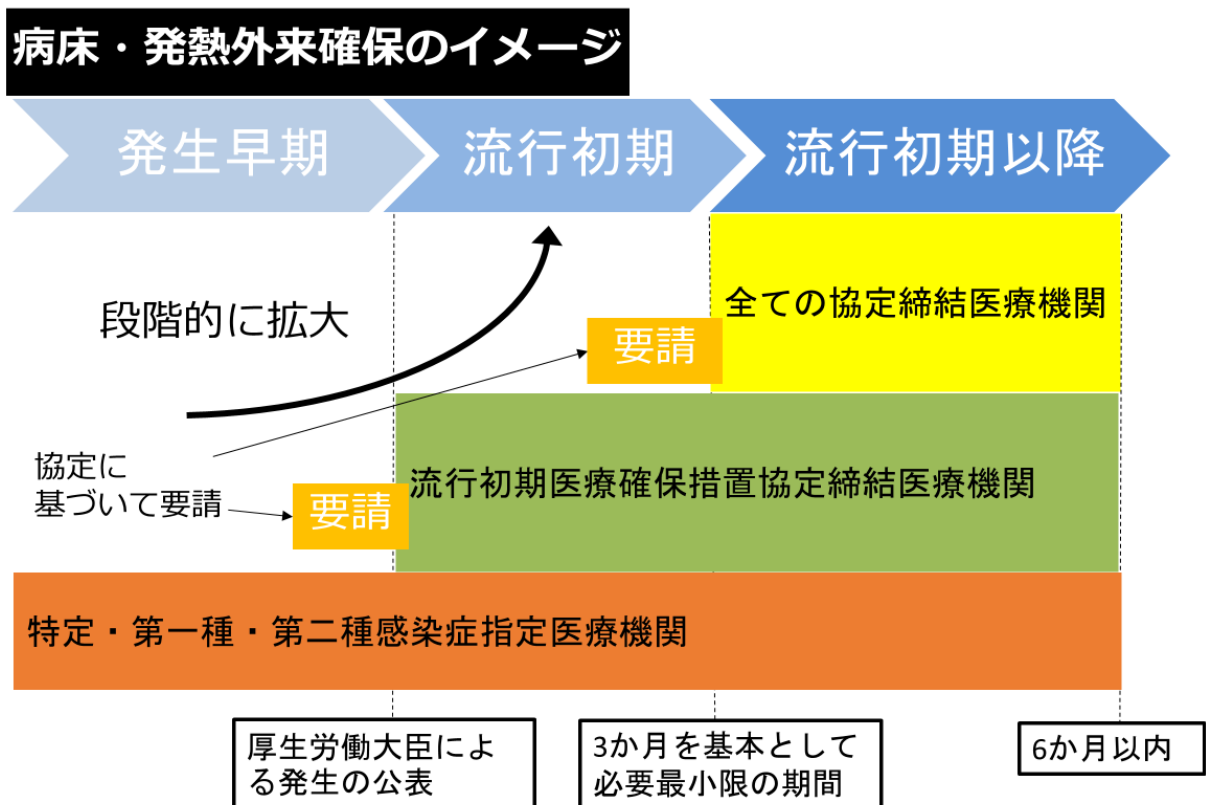 病床・発熱外来確保のイメージ
発生早期
流行初期
流行初期以降
段階的に拡大
全ての協定締結医療機関
要請
協定に
基づいて要請
流行初期医療確保措置協定締結医療機関
要請
特定・第一種・第二種感染症指定医療機関
厚生労働大臣によ
る発生の公表
3か月を基本として
必要最小限の期間
6か月以内